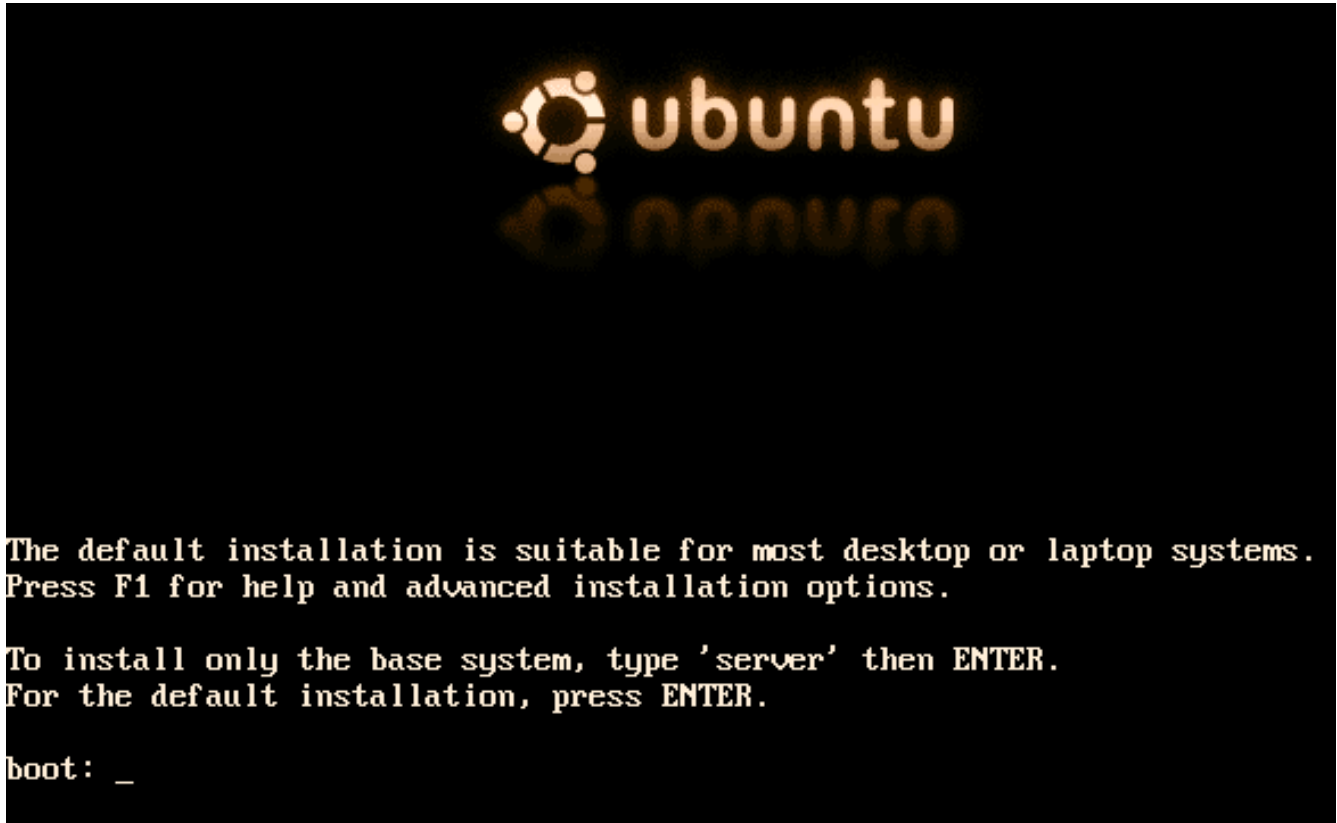 ubuntu
The default installation is suitable for most desktop or laptop systems.
Press F1 for help and advanced installation options.
To install only the base system, type 'server' then ENTER.
For the default installation, press ENTER.
boot: _